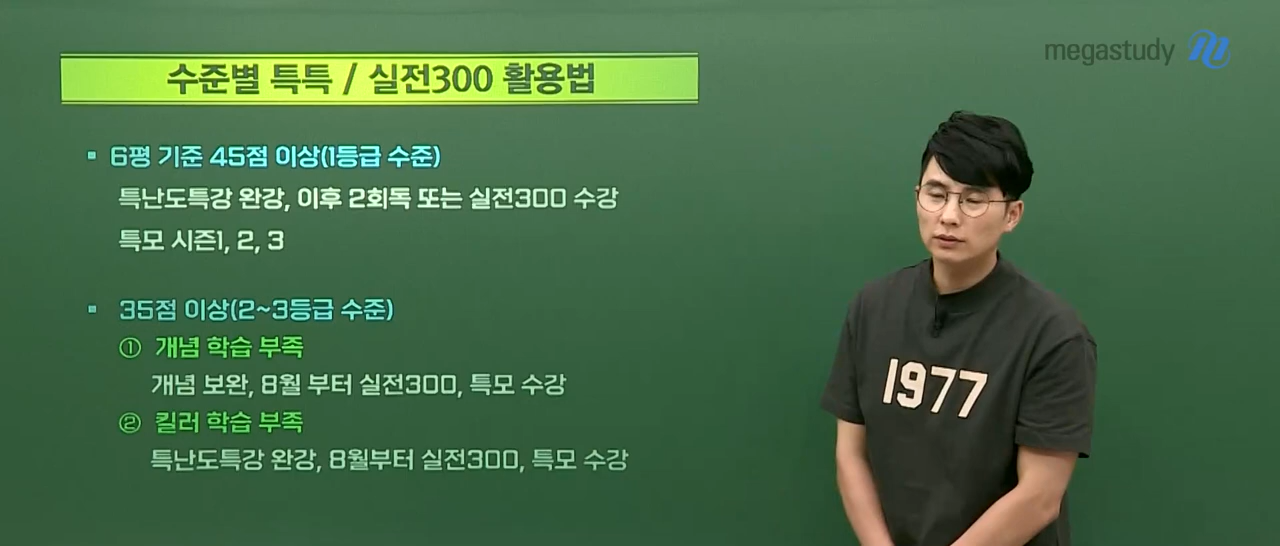 수준별 특특 / 실전300 활용법
megastudy
▪ 6평 기준 45점 이상(1등급 수준)
특난도특강 완강, 이후 2회독 또는 실전300 수강
특모 시즌1, 2, 3
▪ 35점 이상(2~3등급 수준)
① 개념 학습 부족
개념 보완, 8월 부터 실전300, 특모 수강
② 킬러 학습 부족
특난도특강 완강, 8월부터 실전300, 특모 수강
1977